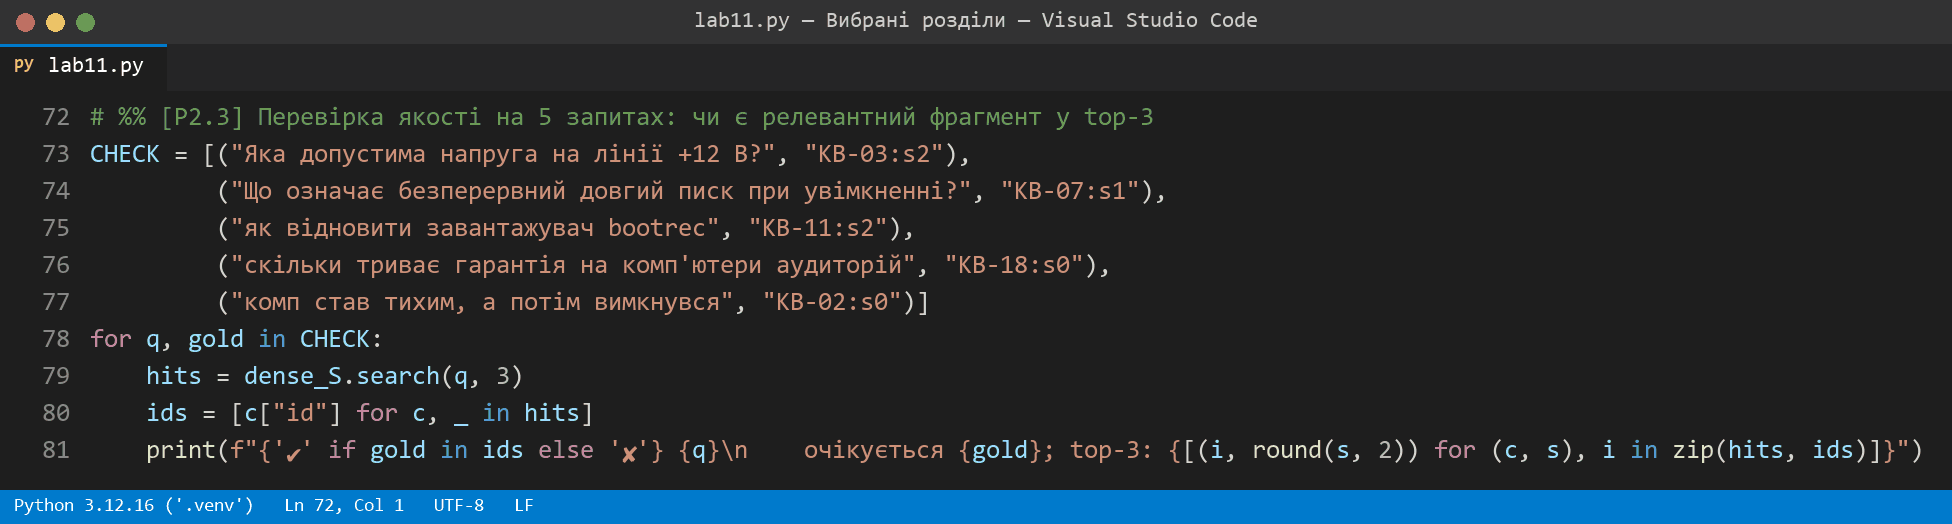 lab11.py — Вибрані розділи — Visual Studio Code
py lab11.py
72 # %% [P2.3] Перевірка якості на 5 запитах: чи є релевантний фрагмент у top-3
73 CHECK = [("Яка допустима напруга на лінії +12 В?", "KB-03:s2"),
74          ("Що означає безперервний довгий писк при увімкненні?", "KB-07:s1"),
75          ("як відновити завантажувач bootrec", "KB-11:s2"),
76          ("скільки триває гарантія на комп'ютери аудиторій", "KB-18:s0"),
77          ("комп став тихим, а потім вимкнувся", "KB-02:s0")]
78 for q, gold in CHECK:
79     hits = dense_S.search(q, 3)
80     ids = [c["id"] for c, _ in hits]
81     print(f"{'✔' if gold in ids else '✘'} {q}\n    очікується {gold}; top-3: {[(i, round(s, 2)) for (c, s), i in zip(hits, ids)]}")
Python 3.12.16 ('.venv') Ln 72, Col 1 UTF-8 LF